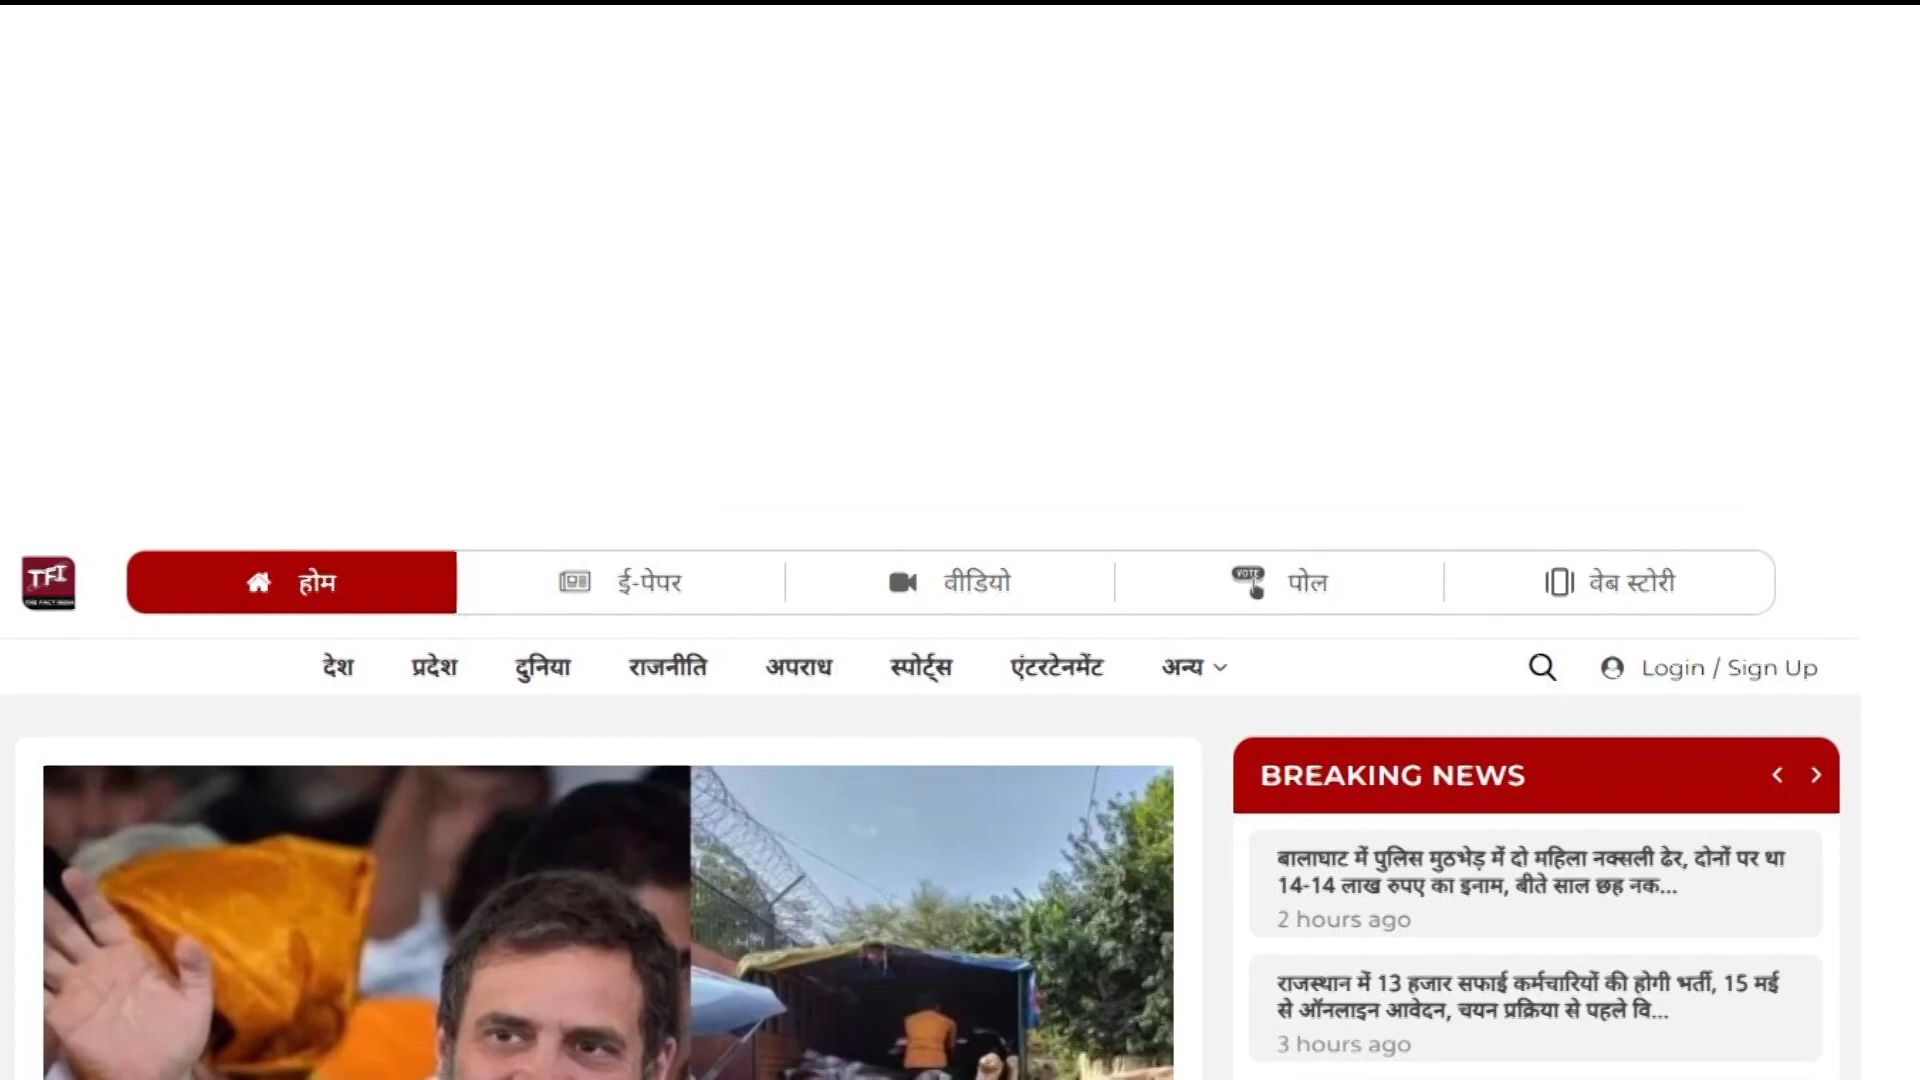 TFI
होम
ई-पेपर
वीडियो
VOTE
पोल
वेब स्टोरी
देश
प्रदेश
दुनिया
राजनीति
अपराध
स्पोर्ट्स
एंटरटेनमेंट
अन्य
Login / Sign Up
BREAKING NEWS
बालाघाट में पुलिस मुठभेड़ में दो महिला नक्सली ढेर, दोनों पर था
14-14 लाख रुपए का इनाम, बीते साल छह नक...
2 hours ago
राजस्थान में 13 हजार सफाई कर्मचारियों की होगी भर्ती, 15 मई
से ऑनलाइन आवेदन, चयन प्रक्रिया से पहले वि...
3 hours ago